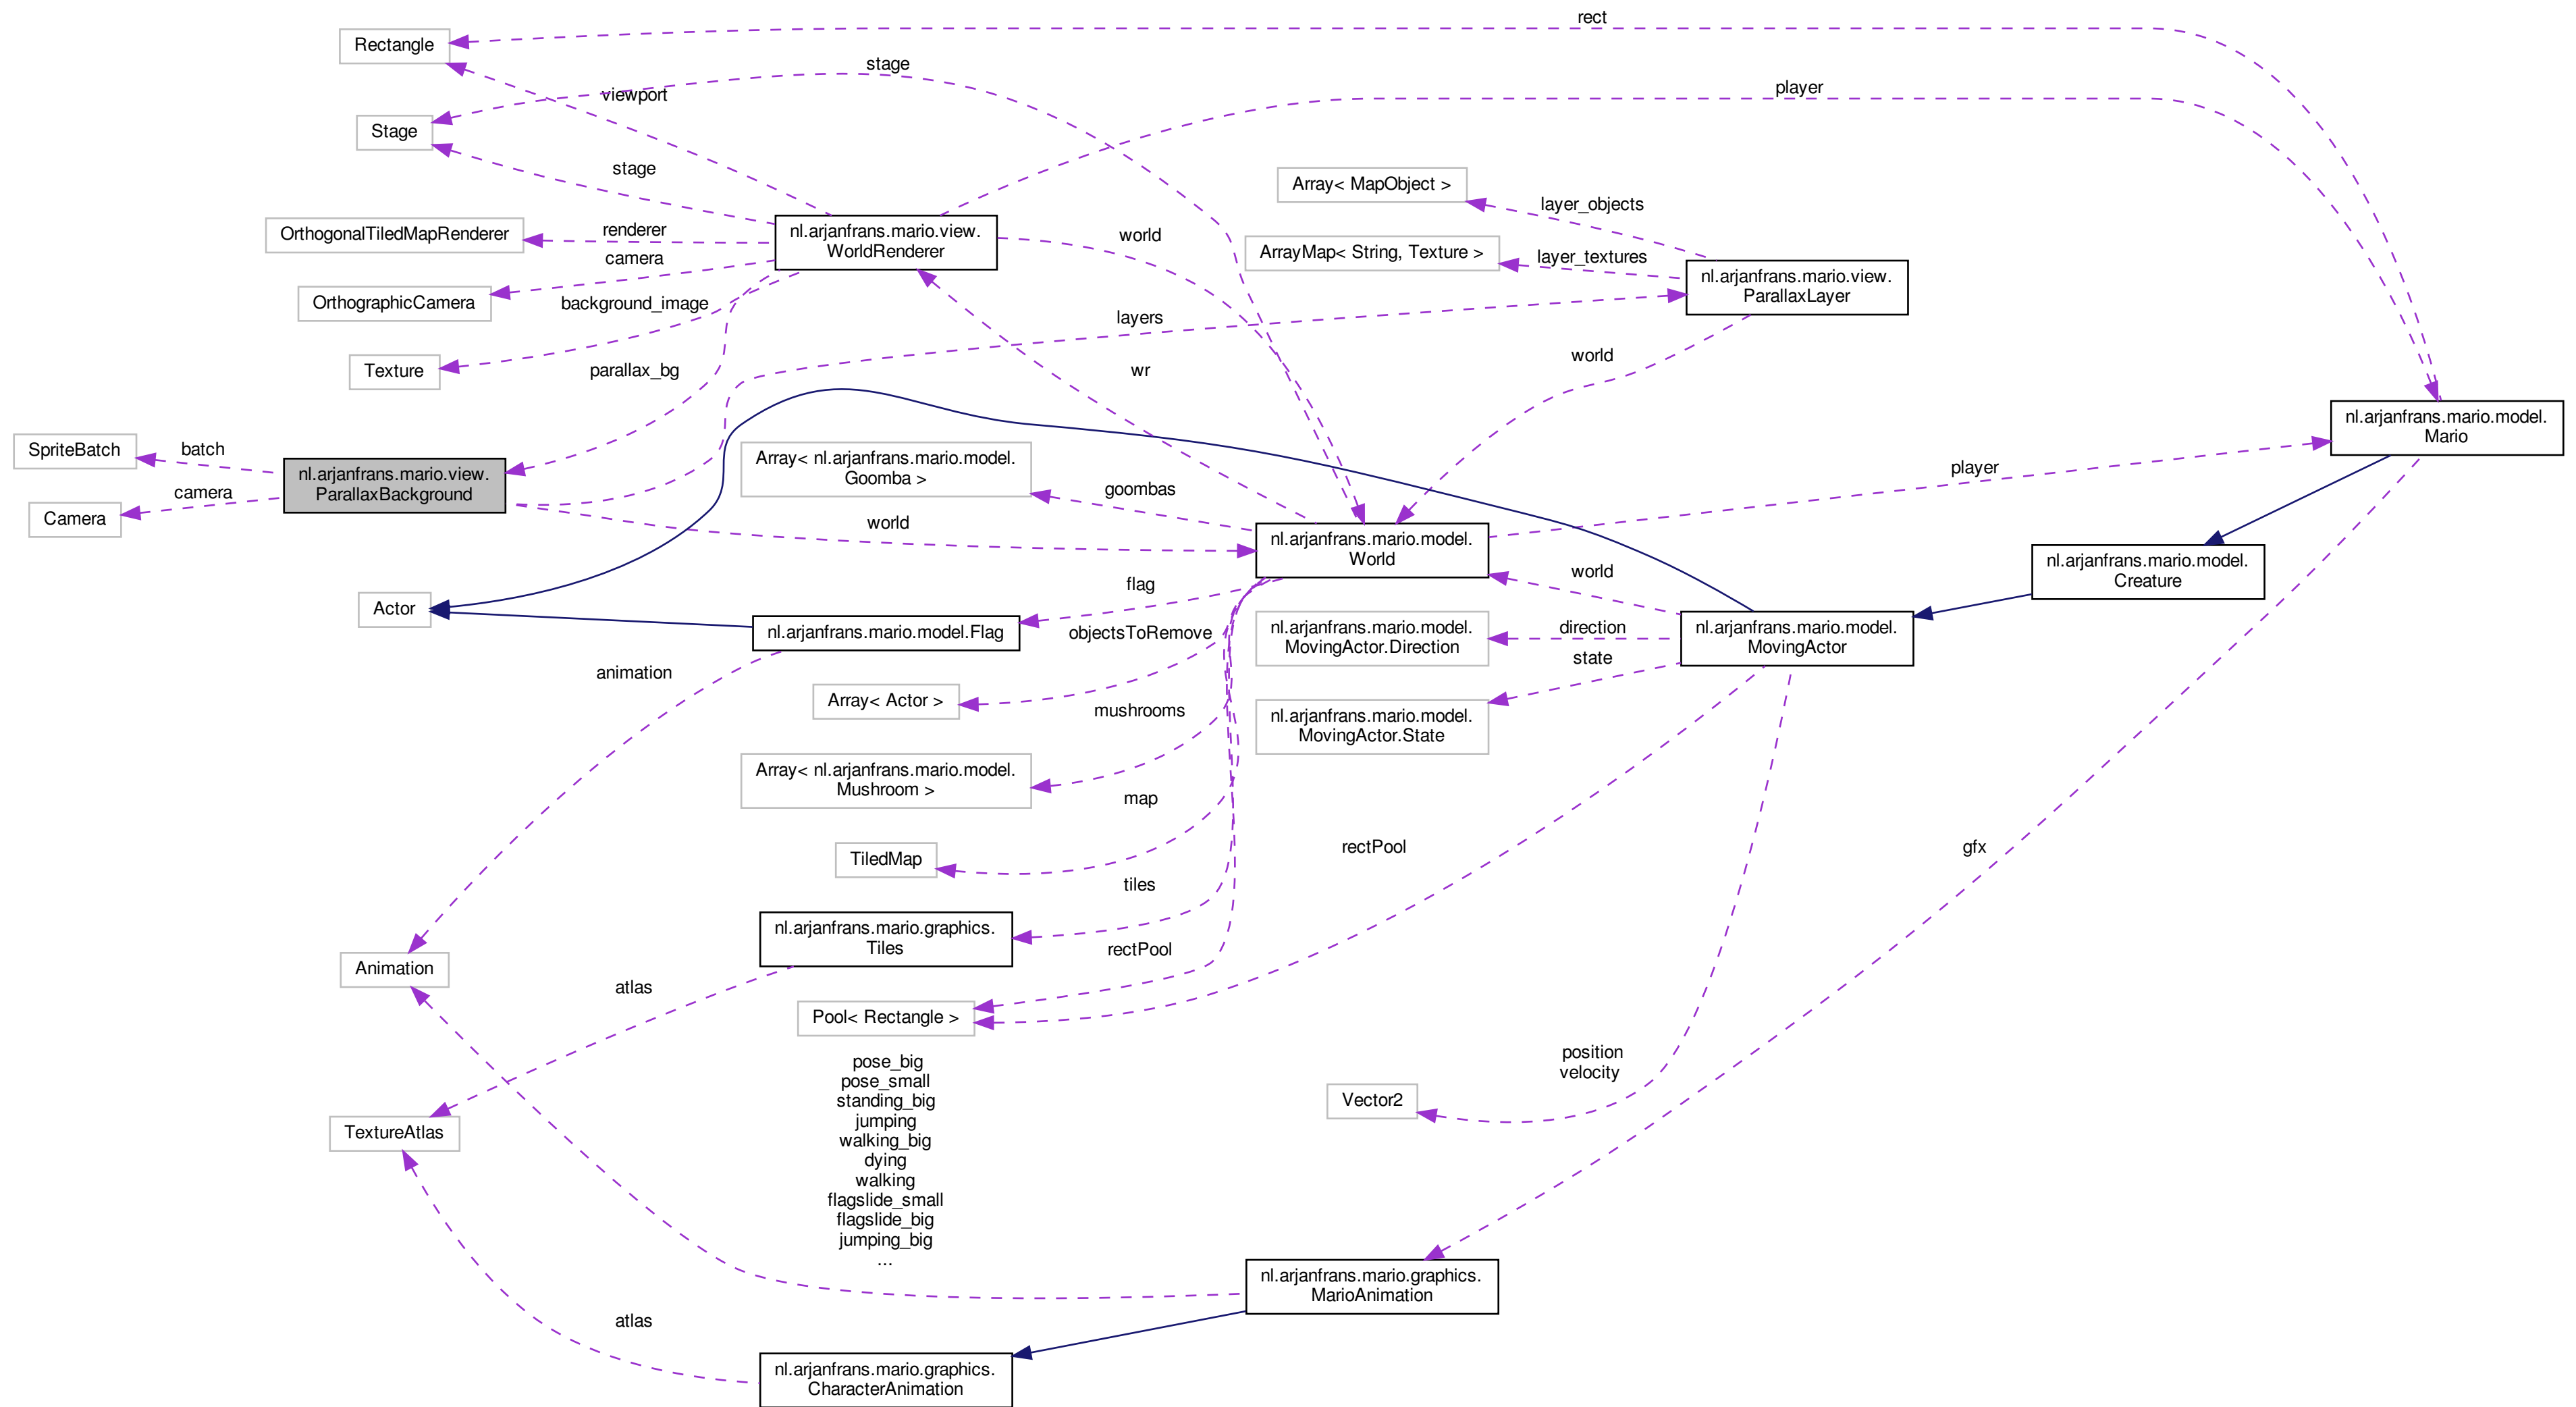 rect
Rectangle
stage
viewport
player
Stage
stage
Array< MapObject >
layer_objects
OrthogonalTiledMapRenderer
renderer
nl.arjanfrans.mario.view.
WorldRenderer
world
ArrayMap< String, Texture >
layer_textures
camera
nl.arjanfrans.mario.view.
ParallaxLayer
OrthographicCamera
background_image
layers
world
Texture
parallax_bg
wr
nl.arjanfrans.mario.model.
Mario
SpriteBatch
batch
nl.arjanfrans.mario.view.
ParallaxBackground
Array< nl.arjanfrans.mario.model.
Goomba >
goombas
player
camera
Camera
world
nl.arjanfrans.mario.model.
World
nl.arjanfrans.mario.model.
Creature
world
flag
Actor
nl.arjanfrans.mario.model.Flag
objectsToRemove
nl.arjanfrans.mario.model.
MovingActor.Direction
direction
nl.arjanfrans.mario.model.
MovingActor
state
animation
Array< Actor >
mushrooms
nl.arjanfrans.mario.model.
MovingActor.State
Array< nl.arjanfrans.mario.model.
Mushroom >
map
TiledMap
rectPool
gfx
tiles
nl.arjanfrans.mario.graphics.
Tiles
rectPool
Animation
atlas
Pool< Rectangle >
position
velocity
pose_big
pose_small
standing_big
jumping
walking_big
dying
walking
flagslide_small
flagslide_big
jumping_big
...
Vector2
TextureAtlas
nl.arjanfrans.mario.graphics.
MarioAnimation
atlas
nl.arjanfrans.mario.graphics.
CharacterAnimation